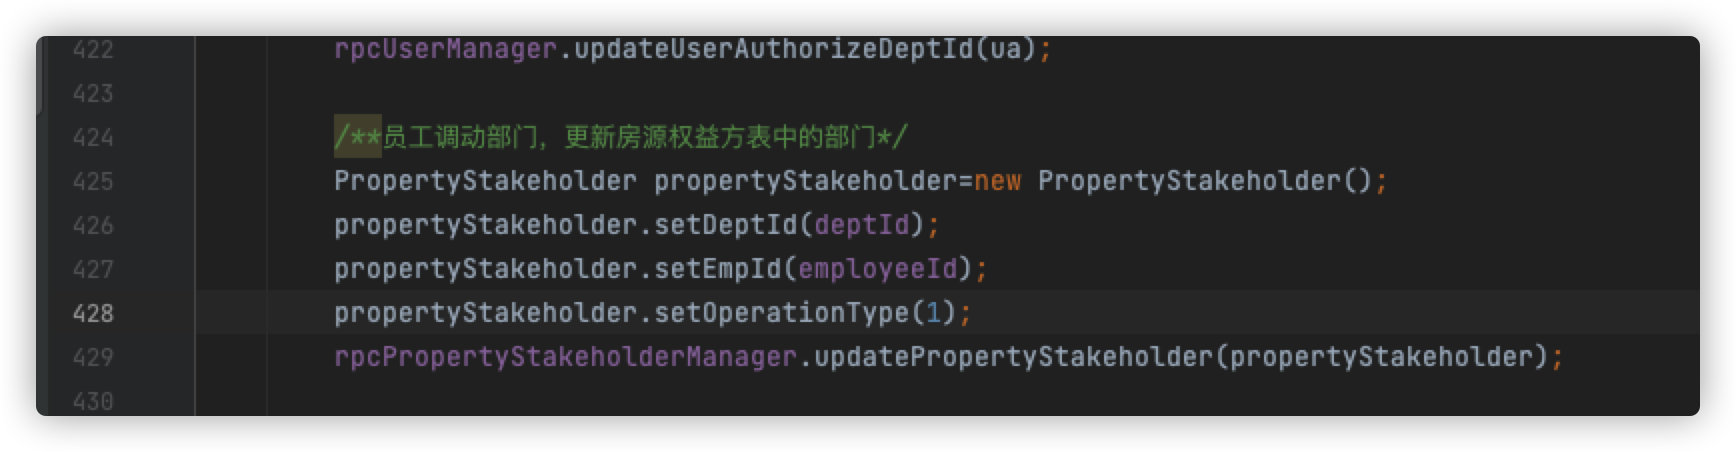 422 rpcUserManager.updateUserAuthorizeDeptId(ua);
423
424 /**员工调动部门，更新房源权益方表中的部门*/
425 PropertyStakeholder propertyStakeholder=new PropertyStakeholder();
426 propertyStakeholder.setDeptId(deptId);
427 propertyStakeholder.setEmpId(employeeId);
428 propertyStakeholder.setOperationType(1);
429 rpcPropertyStakeholderManager.updatePropertyStakeholder(propertyStakeholder);
430